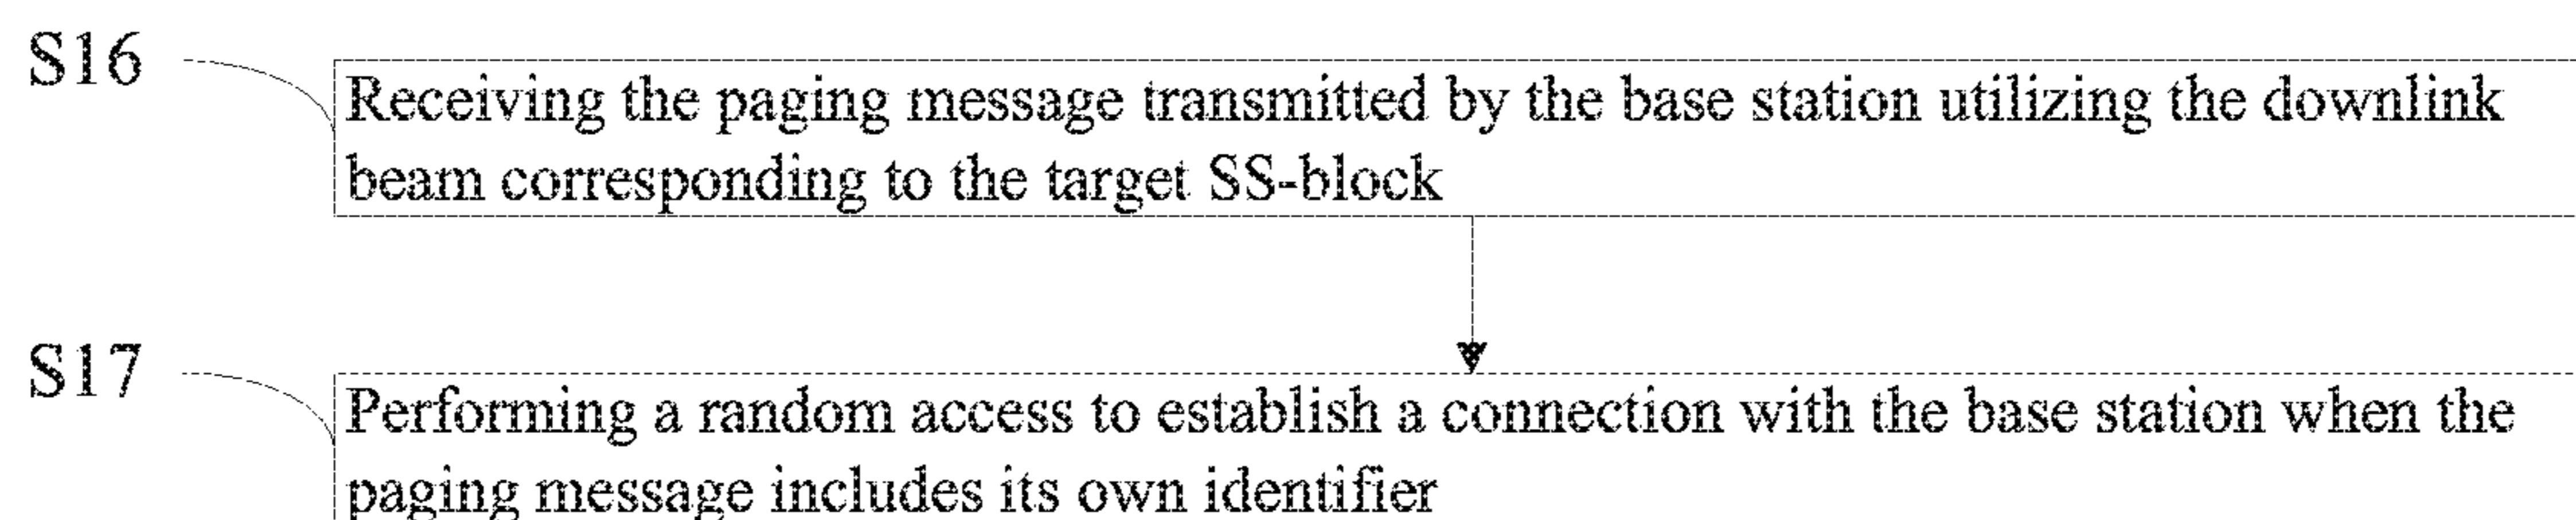 S16
Receiving the paging message transmitted by the base station utilizing the downlink
beam corresponding to the target SS-block
S17
Performing a random access to establish a connection with the base station when the
paging message includes its own identifier